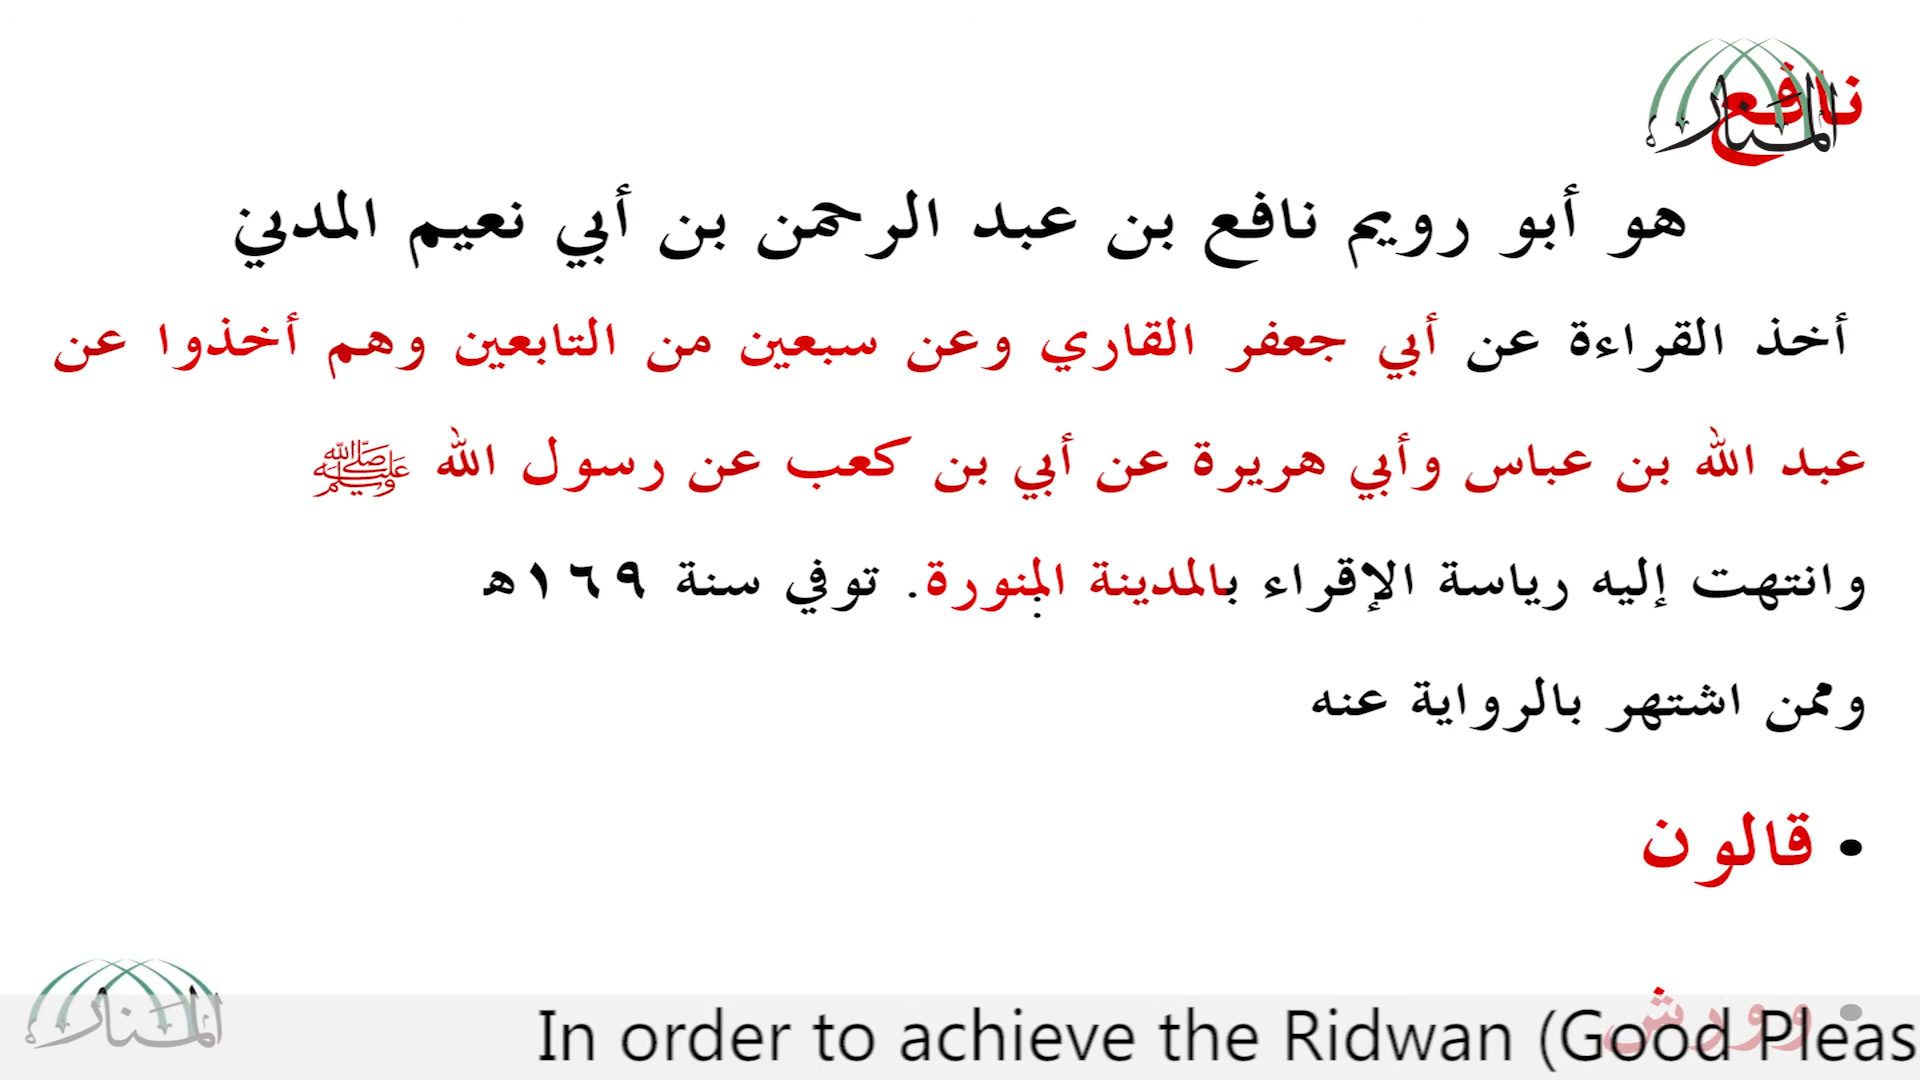 نافع
المنار
هو أبو رويم نافع بن عبد الرحمن بن أبي نعيم المدني
أخذ القراءة عن أبي جعفر القاري وعن سبعين من التابعين وهم أخذوا عن
عبد الله بن عباس وأبي هريرة عن أبي بن كعب عن رسول الله ﷺ
وانتهت إليه رياسة الإقراء بالمدينة المنورة. توفي سنة ١٦٩هـ
وممن اشتهر بالرواية عنه
• قالون
• وورش
المنار
In order to achieve the Ridwan (Good Pleas